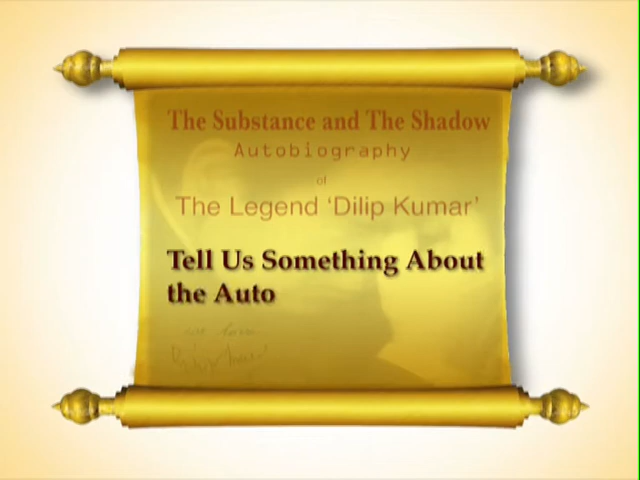 The Substance and The Shadow
Autobiography
of
The Legend 'Dilip Kumar'
Tell Us Something About
the Auto